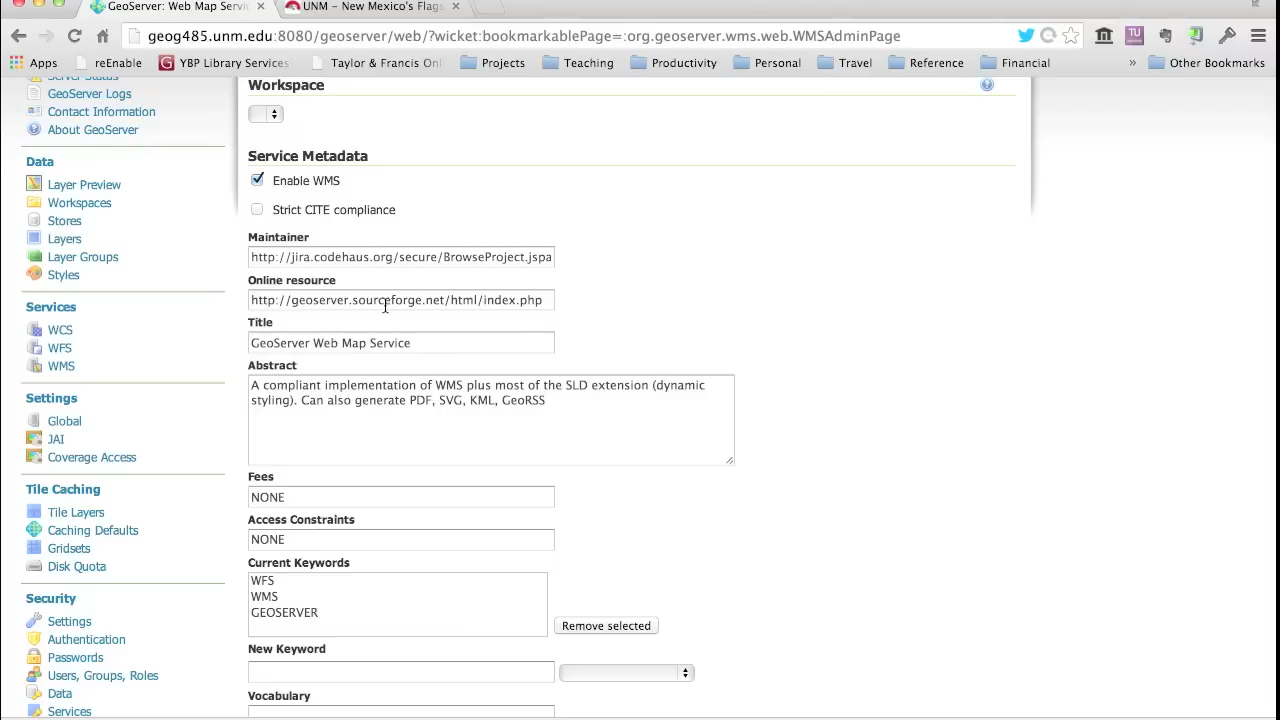 GeoServer: Web Map Servic
UNM – New Mexico's Flags
geog485.unm.edu:8080/geoserver/web/?wicket:bookmarkablePage=:org.geoserver.wms.web.WMSAdminPage
TU
Apps
reEnable
YBP Library Services
Taylor & Francis On
Projects
Teaching
Productivity
Personal
Travel
Reference
Financial
»
Other Bookmarks
Server Status
GeoServer Logs
Contact Information
About GeoServer
Data
Layer Preview
Workspaces
Stores
Layers
Layer Groups
Styles
Services
WCS
WFS
WMS
Settings
Global
JAI
Coverage Access
Tile Caching
Tile Layers
Caching Defaults
Gridsets
Disk Quota
Security
Settings
Authentication
Passwords
Users, Groups, Roles
Data
Services
Workspace
Service Metadata
Enable WMS
Strict CITE compliance
Maintainer
http://jira.codehaus.org/secure/BrowseProject.jspa
Online resource
http://geoserver.sourceforge.net/html/index.php
Title
GeoServer Web Map Service
Abstract
A compliant implementation of WMS plus most of the SLD extension (dynamic
styling). Can also generate PDF, SVG, KML, GeoRSS
Fees
NONE
Access Constraints
NONE
Current Keywords
WFS
WMS
GEOSERVER
Remove selected
New Keyword
Vocabulary